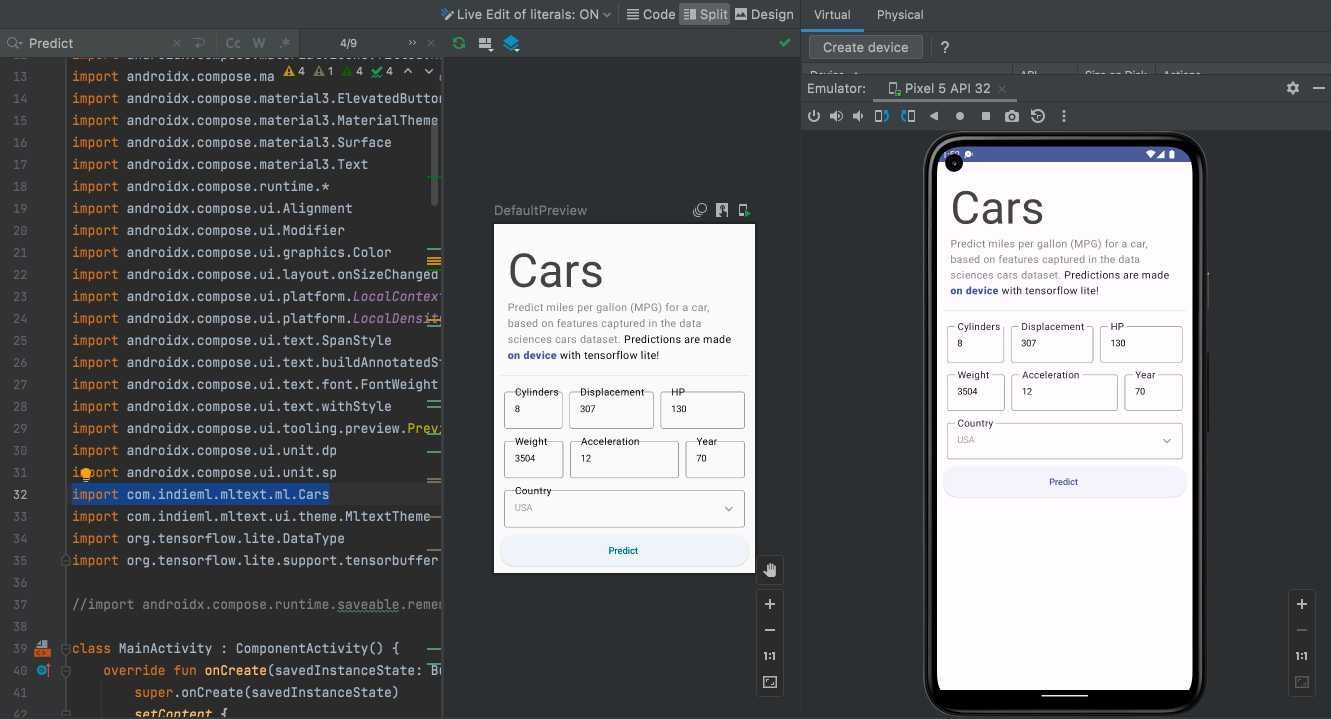 Live Edit of literals: ON
Code
Split
Design
Virtual
Physical
Predict
Cc
W
.*
4/9
Create device
?
4
1
4
4
Emulator:
Pixel 5 API 32
13 import androidx.compose.ma
14 import androidx.compose.material3.ElevatedButton
15 import androidx.compose.material3.MaterialTheme
16 import androidx.compose.material3.Surface
17 import androidx.compose.material3.Text
18 import androidx.compose.runtime.*
19 import androidx.compose.ui.Alignment
20 import androidx.compose.ui.Modifier
21 import androidx.compose.ui.graphics.Color
22 import androidx.compose.ui.layout.onSizeChanged
23 import androidx.compose.ui.platform.LocalContext
24 import androidx.compose.ui.platform.LocalDensit
25 import androidx.compose.ui.text.SpanStyle
26 import androidx.compose.ui.text.buildAnnotatedSt
27 import androidx.compose.ui.text.font.FontWeight
28 import androidx.compose.ui.text.withStyle
29 import androidx.compose.ui.tooling.preview.Previ
30 import androidx.compose.ui.unit.dp
31 import androidx.compose.ui.unit.sp
32 import com.indieml.mltext.ml.Cars
33 import com.indieml.mltext.ui.theme.MltextTheme
34 import org.tensorflow.lite.DataType
35 import org.tensorflow.lite.support.tensorbuffer
36
37 //import androidx.compose.runtime.saveable.remem
38
39 class MainActivity : ComponentActivity() {
40 override fun onCreate(savedInstanceState: Bu
41 super.onCreate(savedInstanceState)
42 setContent {
DefaultPreview
Cars
Predict miles per gallon (MPG) for a car,
based on features captured in the data
sciences cars dataset. Predictions are made
on device with tensorflow lite!
Cylinders
8
Displacement
307
HP
130
Weight
3504
Acceleration
12
Year
70
Country
USA
Predict
1:1
Cars
Predict miles per gallon (MPG) for a car,
based on features captured in the data
sciences cars dataset. Predictions are made
on device with tensorflow lite!
Cylinders
8
Displacement
307
HP
130
Weight
3504
Acceleration
12
Year
70
Country
USA
Predict
1:1